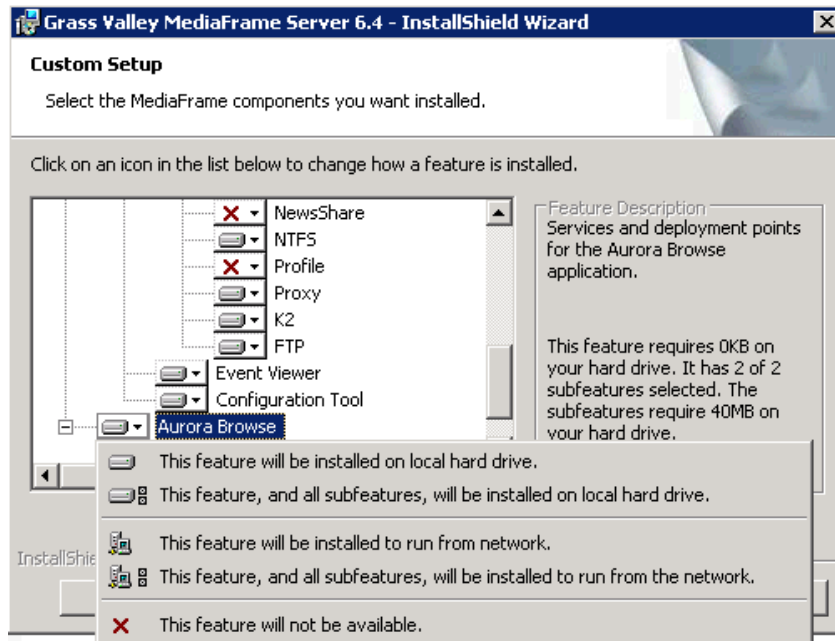 Grass Valley MediaFrame Server 6.4 - InstallShield Wizard
Custom Setup
Select the MediaFrame components you want installed.
Click on an icon in the list below to change how a feature is installed.
NewsShare
NTFS
Profile
Proxy
K2
FTP
Event Viewer
Configuration Tool
Aurora Browse
Feature Description
Services and deployment points
for the Aurora Browse
application.
This feature requires 0KB on
your hard drive. It has 2 of 2
subfeatures selected. The
subfeatures require 40MB on
your hard drive.
This feature will be installed on local hard drive.
This feature, and all subfeatures, will be installed on local hard drive.
This feature will be installed to run from network.
This feature, and all subfeatures, will be installed to run from the network.
This feature will not be available.
InstallShie